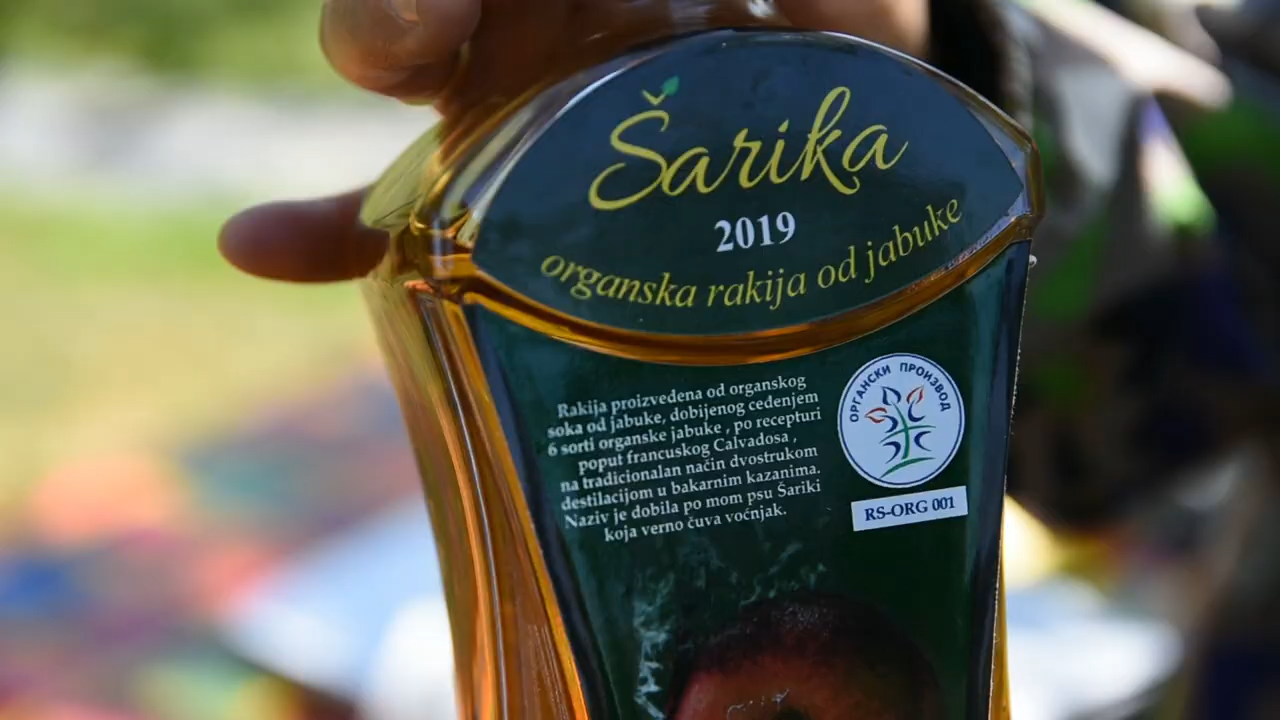 Šarika
2019
organska rakija od jabuke
Rakija proizvedena od organskog
soka od jabuke, dobijenog ceđenjem
6 sorti organske jabuke , po recepturi
poput francuskog Calvadosa ,
na tradicionalan način dvostrukom
destilacijom u bakarnim kazanima.
Naziv je dobila po mom psu Šariki
koja verno čuva voćnjak.
ОРГАНСКИ ПРОИЗВОД
RS-ORG 001